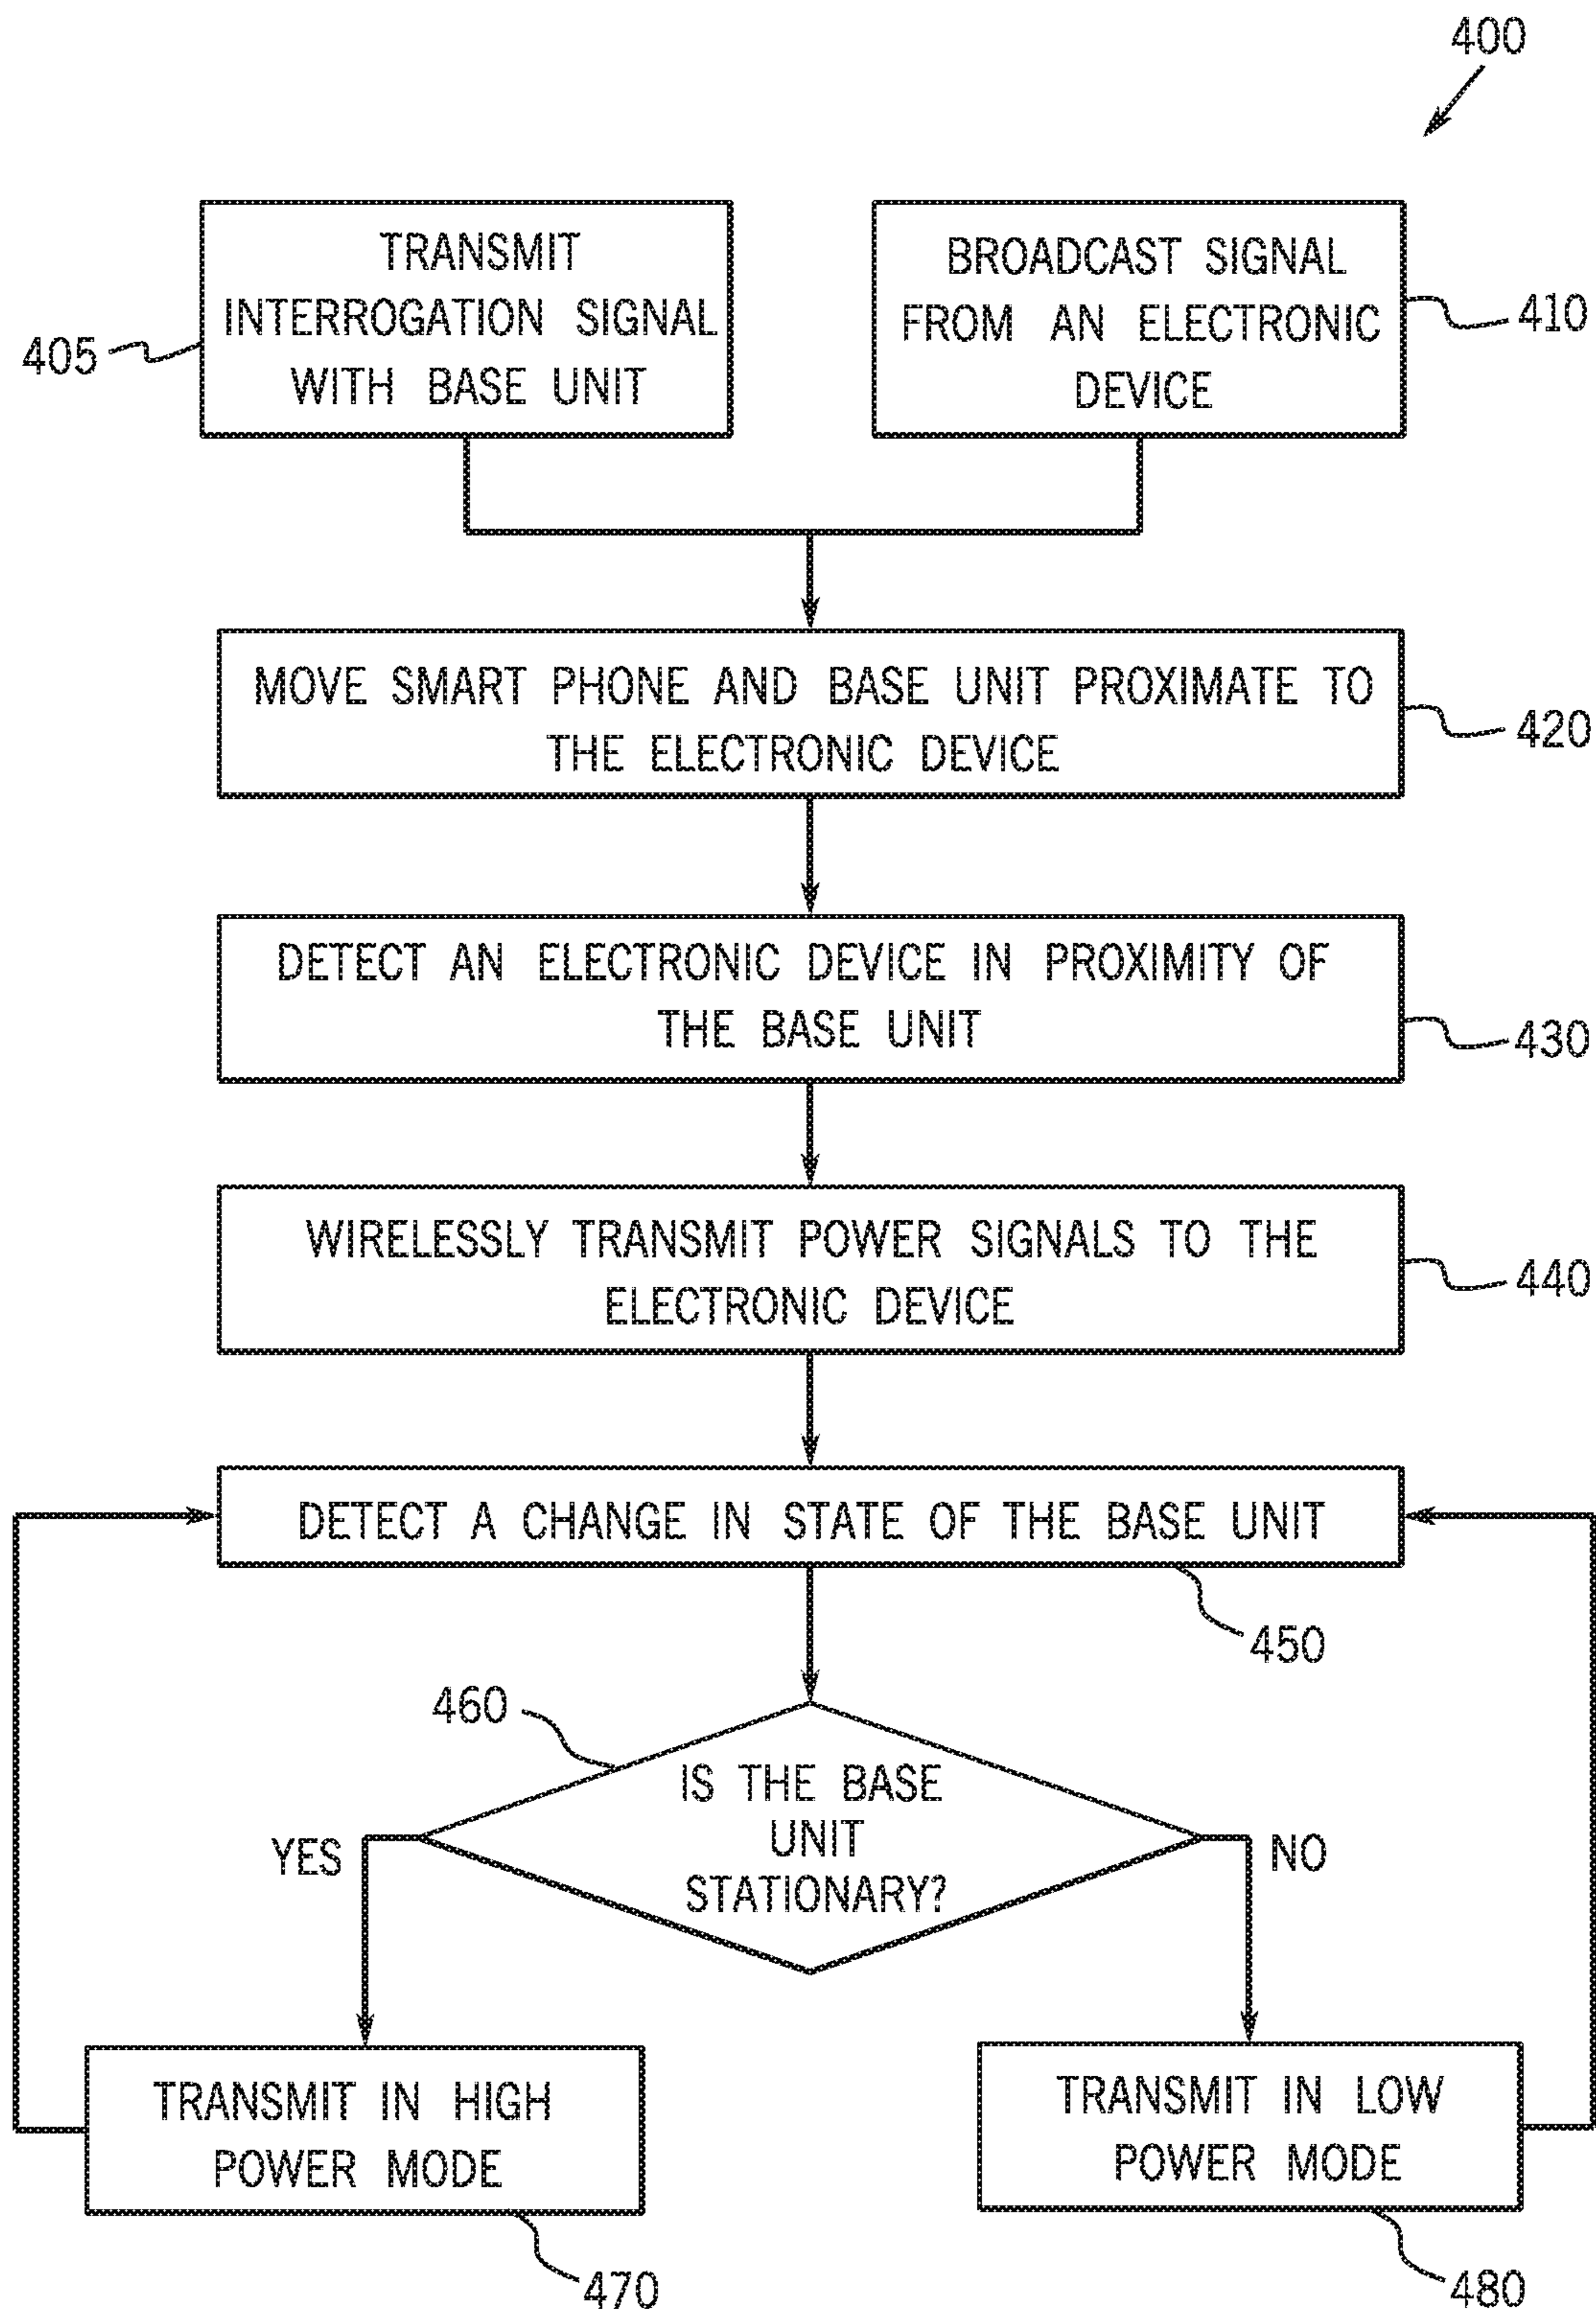 400
TRANSMIT
INTERROGATION SIGNAL
WITH BASE UNIT
405
BROADCAST SIGNAL
FROM AN ELECTRONIC
DEVICE
410
MOVE SMART PHONE AND BASE UNIT PROXIMATE TO
THE ELECTRONIC DEVICE
420
DETECT AN ELECTRONIC DEVICE IN PROXIMITY OF
THE BASE UNIT
430
WIRELESSLY TRANSMIT POWER SIGNALS TO THE
ELECTRONIC DEVICE
440
DETECT A CHANGE IN STATE OF THE BASE UNIT
450
460
IS THE BASE
UNIT
STATIONARY?
YES
NO
TRANSMIT IN HIGH
POWER MODE
470
TRANSMIT IN LOW
POWER MODE
480